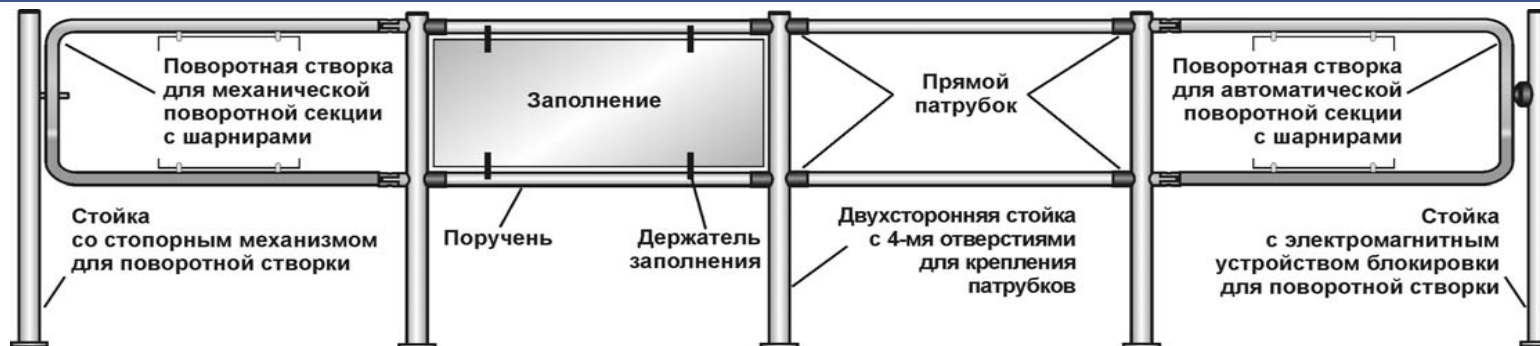 Поворотная створка
для механической
поворотной секции
с шарнирами
Заполнение
Прямой
патрубок
Поворотная створка
для автоматической
поворотной секции
с шарнирами
Стойка
со стопорным механизмом
для поворотной створки
Поручень
Держатель
заполнения
Двухсторонняя стойка
с 4-мя отверстиями
для крепления
патрубков
Стойка
с электромагнитным
устройством блокировки
для поворотной створки